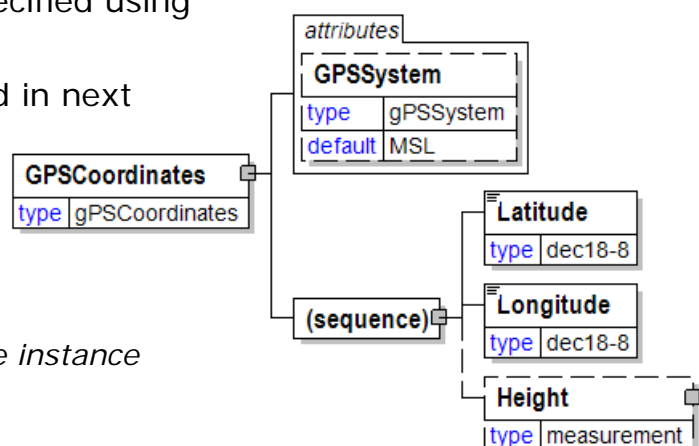 ecified using
d in next
e instance
attributes
GPSSystem
type gPSSystem
default MSL
GPSCoordinates
type gPSCoordinates
(sequence)
Latitude
type dec18-8
Longitude
type dec18-8
Height
type measurement